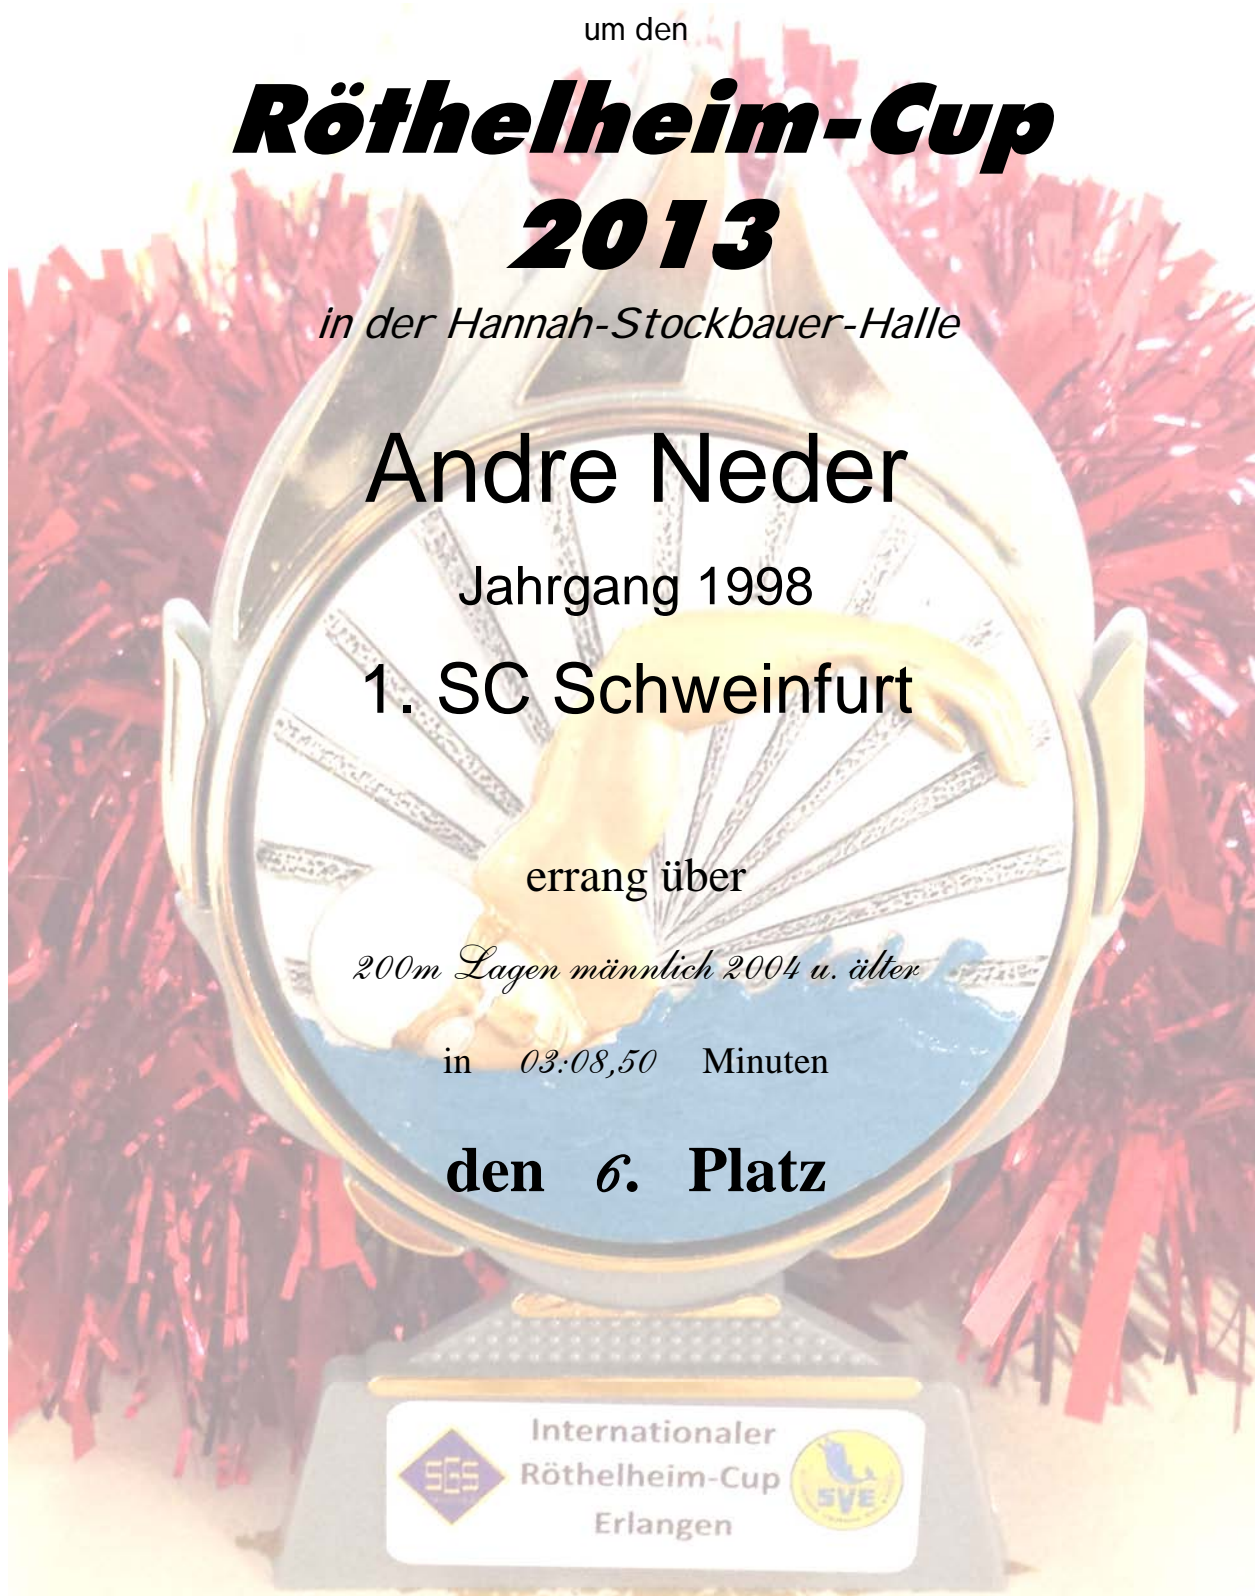 um den
Röthelheim-Cup
2013
in der Hannah-Stockbauer-Halle
Andre Neder
Jahrgang 1998
1. SC Schweinfurt
errang über
200m Lagen männlich 2004 u. älter
in 03:08,50 Minuten
den 6. Platz
Internationaler
SGS Röthelheim-Cup SVE
Erlangen